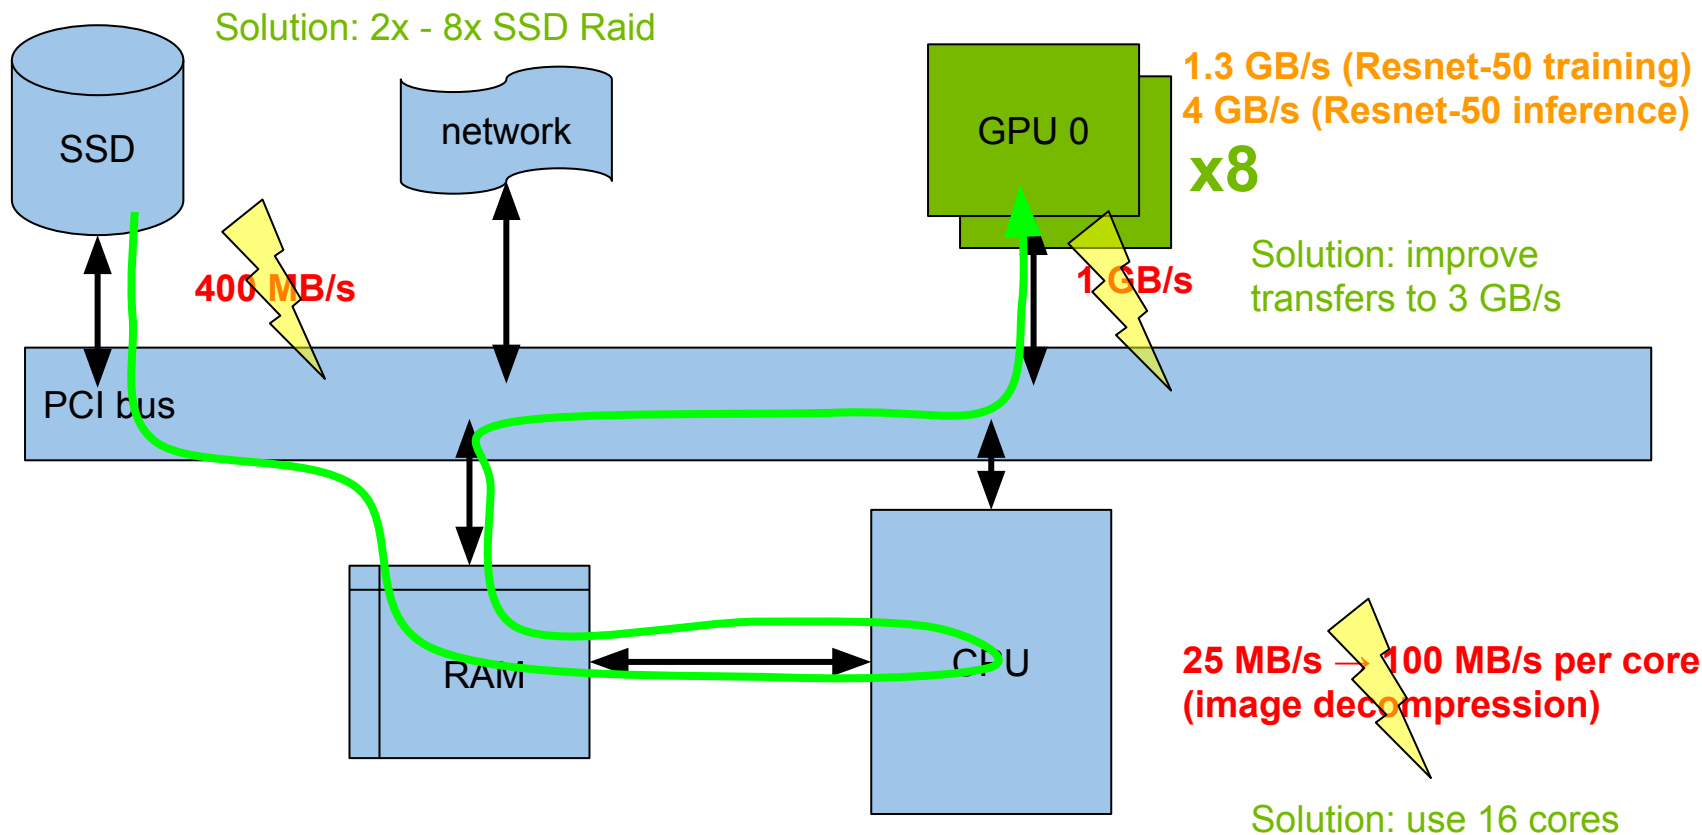 Solution: 2x - 8x SSD Raid
SSD
network
GPU 0
1.3 GB/s (Resnet-50 training)
4 GB/s (Resnet-50 inference)
x8
400 MB/s
1 GB/s
Solution: improve
transfers to 3 GB/s
PCI bus
RAM
CPU
25 MB/s → 100 MB/s per core
(image decompression)
Solution: use 16 cores